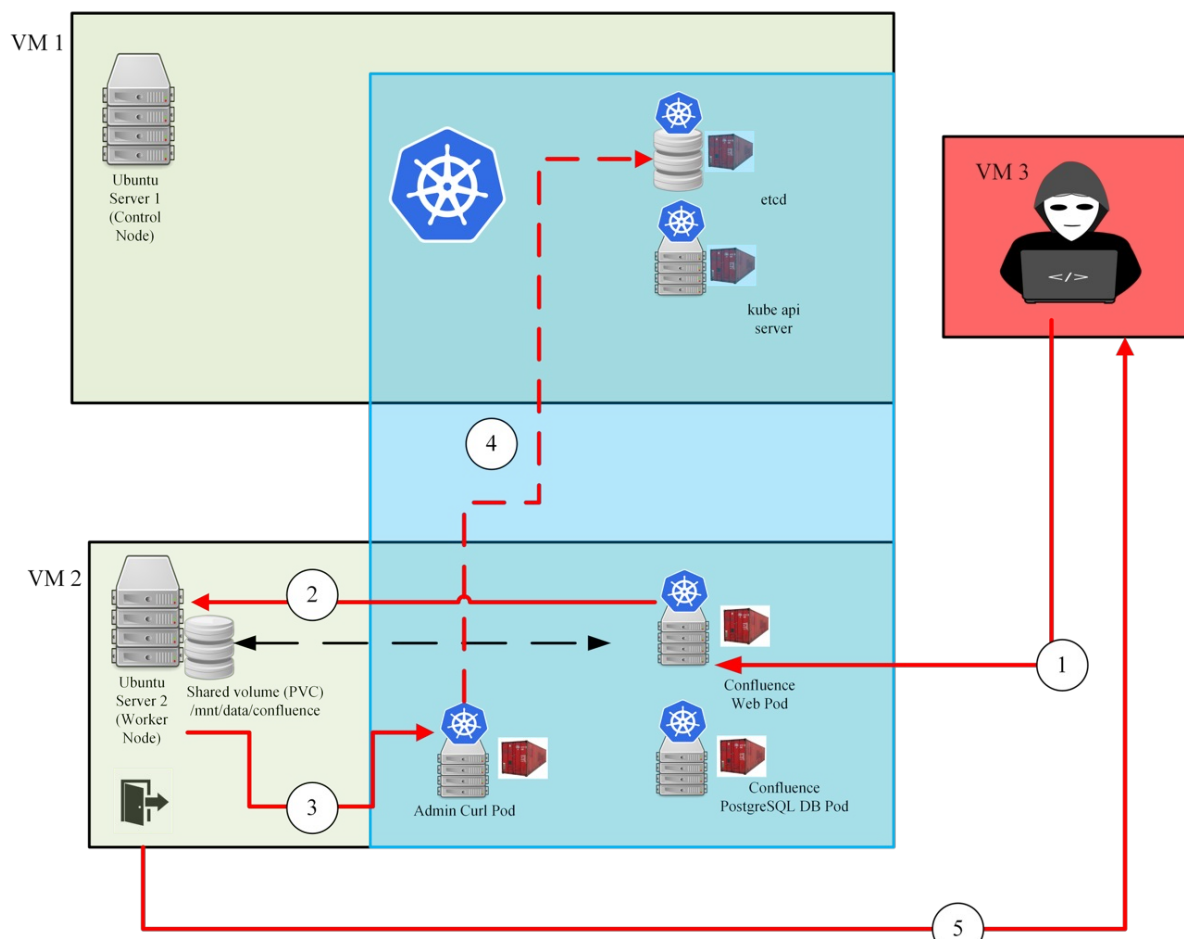 VM 1
Ubuntu
Server 1
(Control
Node)
etcd
kube api
server
VM 3
</>
4
VM 2
2
1
Ubuntu
Server 2
(Worker
Node)
Shared volume (PVC)
/mnt/data/confluence
Confluence
Web Pod
3
Admin Curl Pod
Confluence
PostgreSQL DB Pod
5